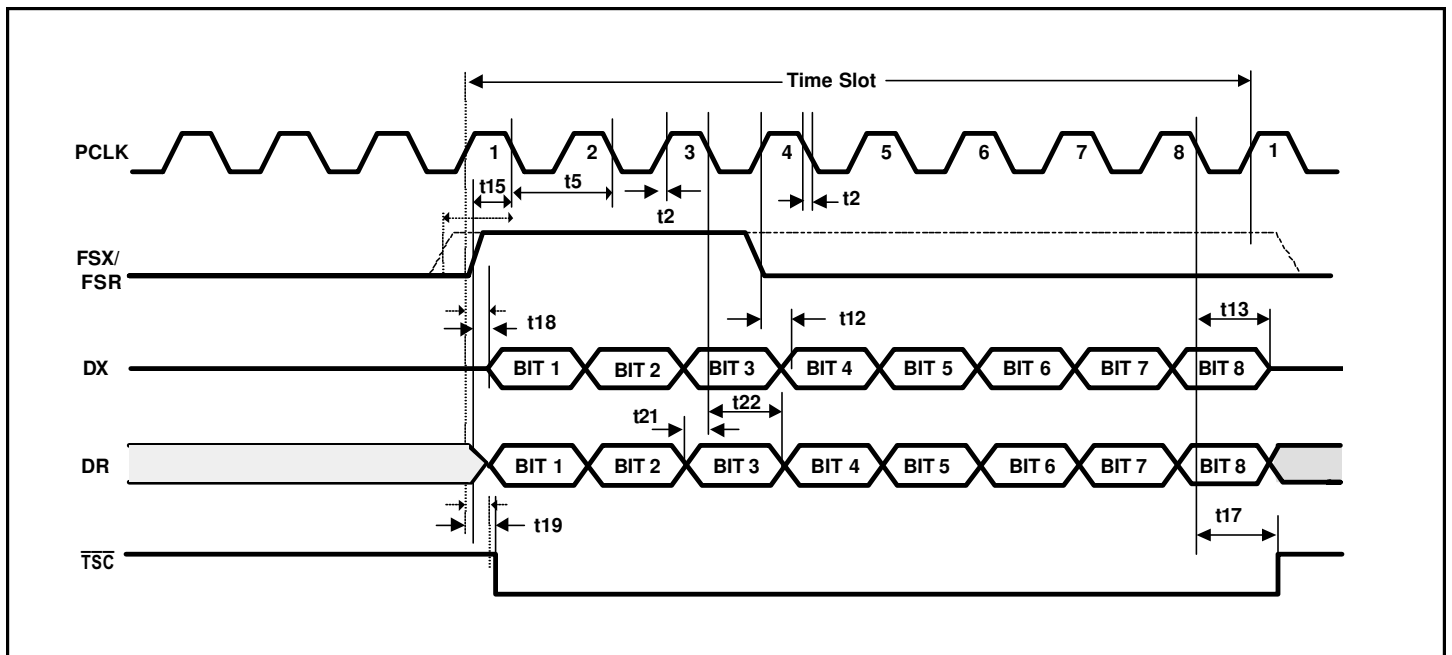 Time Slot
PCLK 1 2 3 4 5 6 7 8 1
t15 t5 t2 t2
FSX/
FSR
t18 t12 t13
DX BIT 1 BIT 2 BIT 3 BIT 4 BIT 5 BIT 6 BIT 7 BIT 8
t21 t22
DR BIT 1 BIT 2 BIT 3 BIT 4 BIT 5 BIT 6 BIT 7 BIT 8
t19 t17
TSC